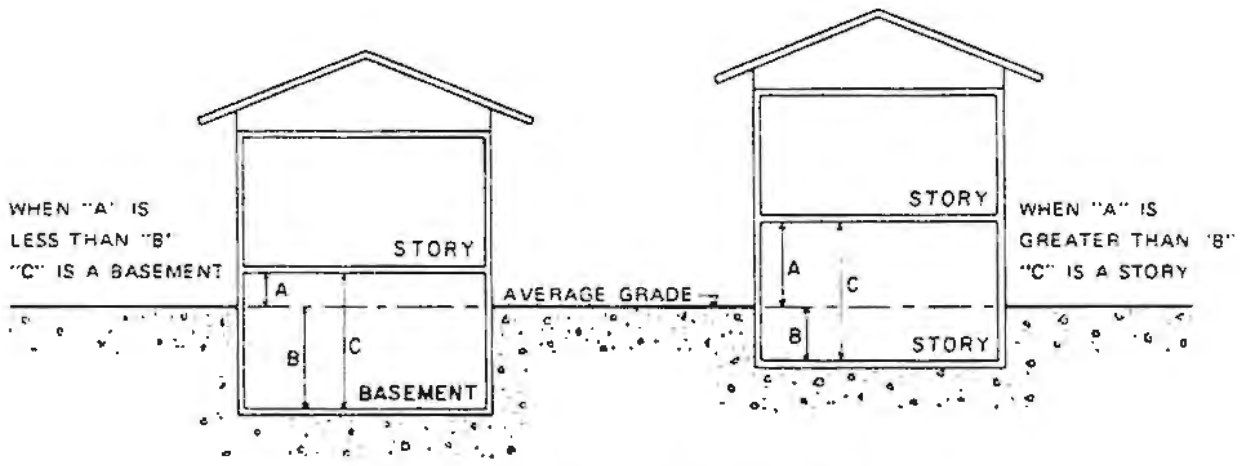 WHEN "A" IS
LESS THAN "B"
"C" IS A BASEMENT
STORY
A
B
C
BASEMENT
AVERAGE GRADE
STORY
A
C
B
STORY
WHEN "A" IS
GREATER THAN "B"
"C" IS A STORY